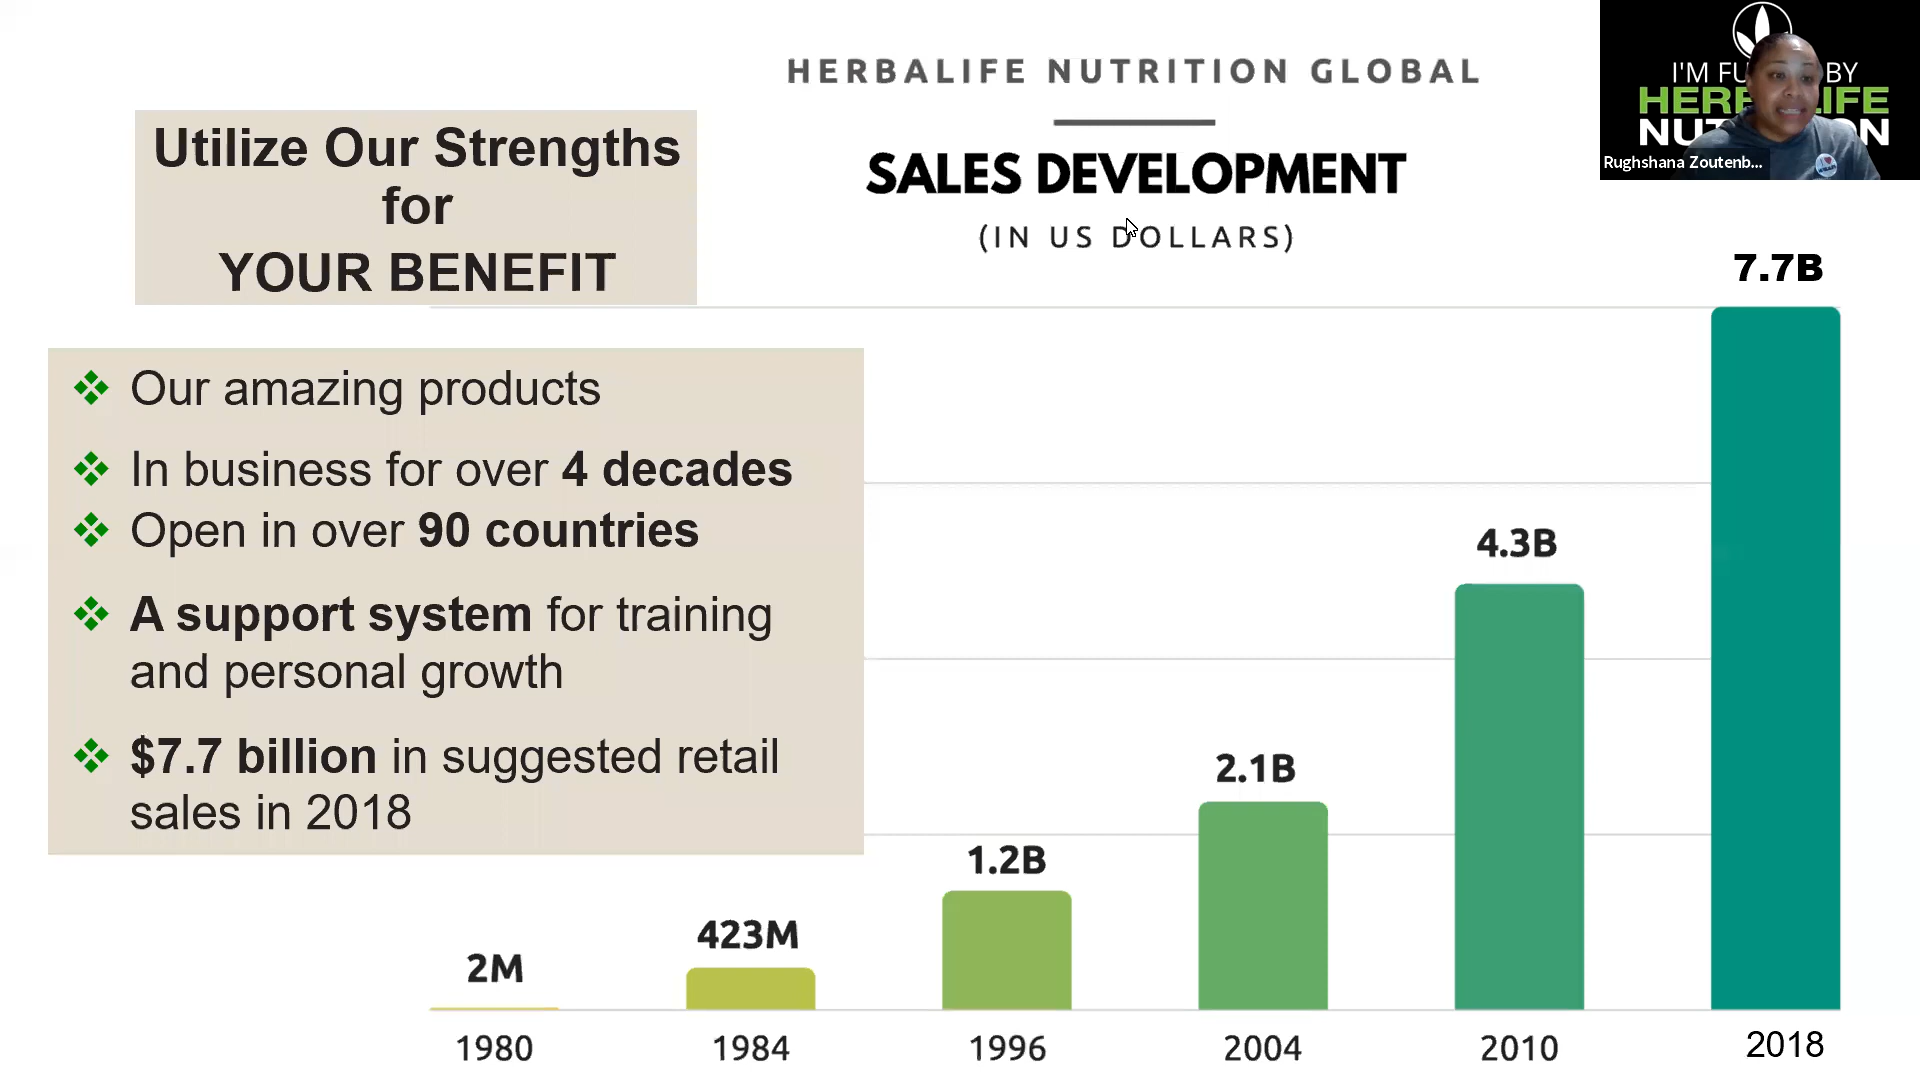 HERBALIFE NUTRITION GLOBAL
SALES DEVELOPMENT
(IN US DOLLARS)
Utilize Our Strengths
for
YOUR BENEFIT
❖ Our amazing products
❖ In business for over 4 decades
❖ Open in over 90 countries
❖ A support system for training
and personal growth
❖ $7.7 billion in suggested retail
sales in 2018
2M
423M
1.2B
2.1B
4.3B
7.7B
1980
1984
1996
2004
2010
2018
I'M BY
Rughshana Zoutenb...